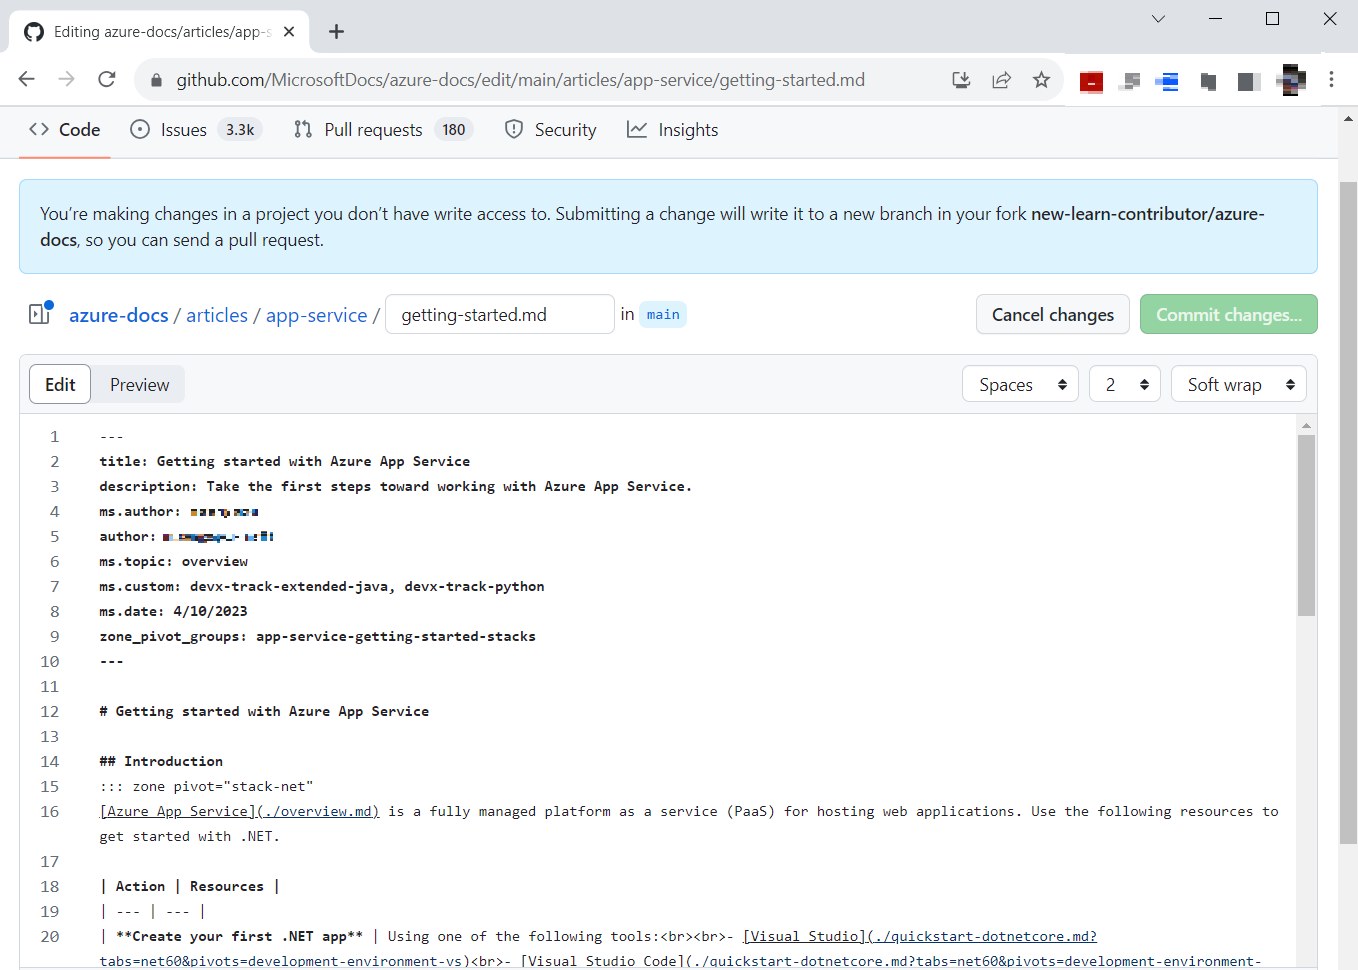 Editing azure-docs/articles/app-s
github.com/MicrosoftDocs/azure-docs/edit/main/articles/app-service/getting-started.md
Code Issues 3.3k Pull requests 180 Security Insights
You’re making changes in a project you don’t have write access to. Submitting a change will write it to a new branch in your fork new-learn-contributor/azure-
docs, so you can send a pull request.
azure-docs / articles / app-service / getting-started.md in main Cancel changes Commit changes...
Edit Preview Spaces 2 Soft wrap
1 ---
2 title: Getting started with Azure App Service
3 description: Take the first steps toward working with Azure App Service.
4 ms.author:
5 author:
6 ms.topic: overview
7 ms.custom: devx-track-extended-java, devx-track-python
8 ms.date: 4/10/2023
9 zone_pivot_groups: app-service-getting-started-stacks
10 ---
11
12 # Getting started with Azure App Service
13
14 ## Introduction
15 ::: zone pivot="stack-net"
16 [Azure App Service](./overview.md) is a fully managed platform as a service (PaaS) for hosting web applications. Use the following resources to
get started with .NET.
17
18 | Action | Resources |
19 | --- | --- |
20 | **Create your first .NET app** | Using one of the following tools:<br><br>- [Visual Studio](./quickstart-dotnetcore.md?
tabs=net60&pivots=development-environment-vs)<br>- [Visual Studio Code](./quickstart-dotnetcore.md?tabs=net60&pivots=development-environment-